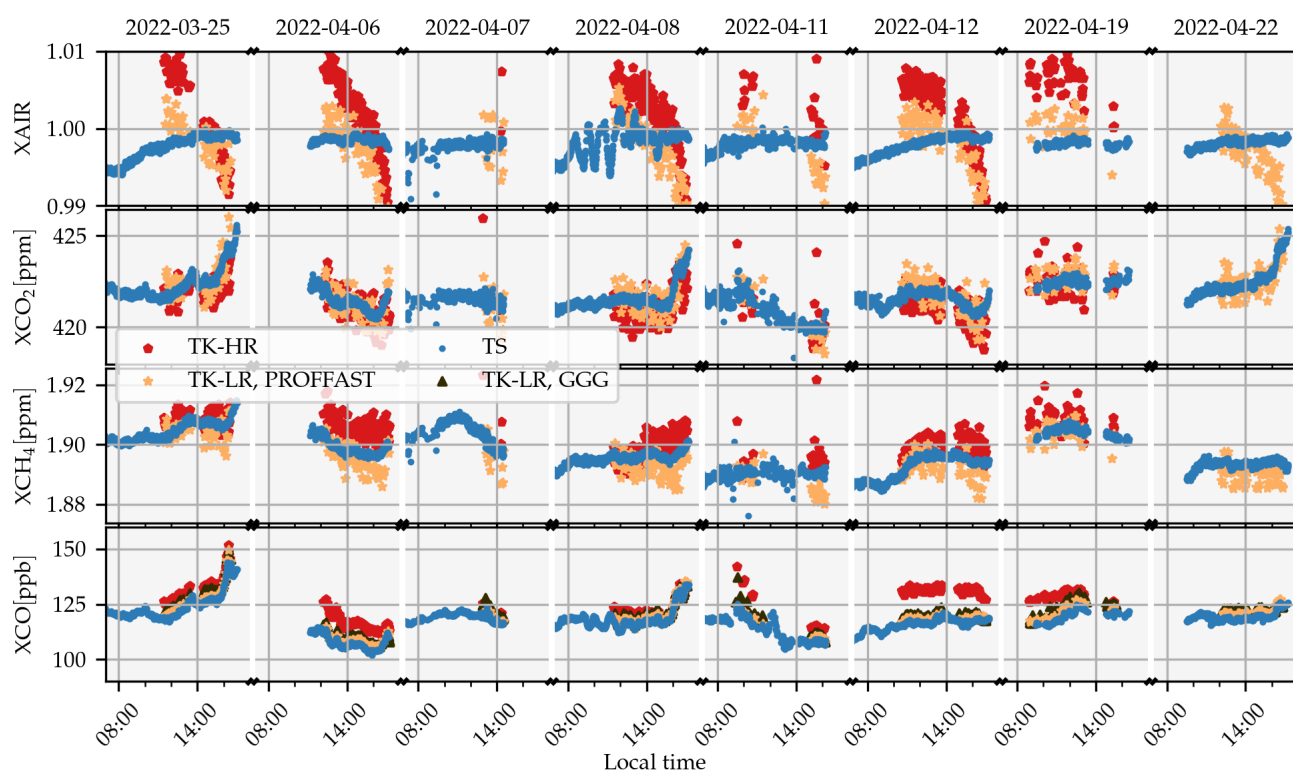 2022-03-25 2022-04-06 2022-04-07 2022-04-08 2022-04-11 2022-04-12 2022-04-19 2022-04-22
XAIR
1.01
1.00
0.99
XCO₂[ppm]
425
420
TK-HR TS
TK-LR, PROFFAST TK-LR, GGG
XCH₄[ppm]
1.92
1.90
1.88
XCO[ppb]
150
125
100
08:00 14:00 08:00 14:00 08:00 14:00 08:00 14:00 08:00 14:00 08:00 14:00 08:00 14:00 08:00 14:00
Local time